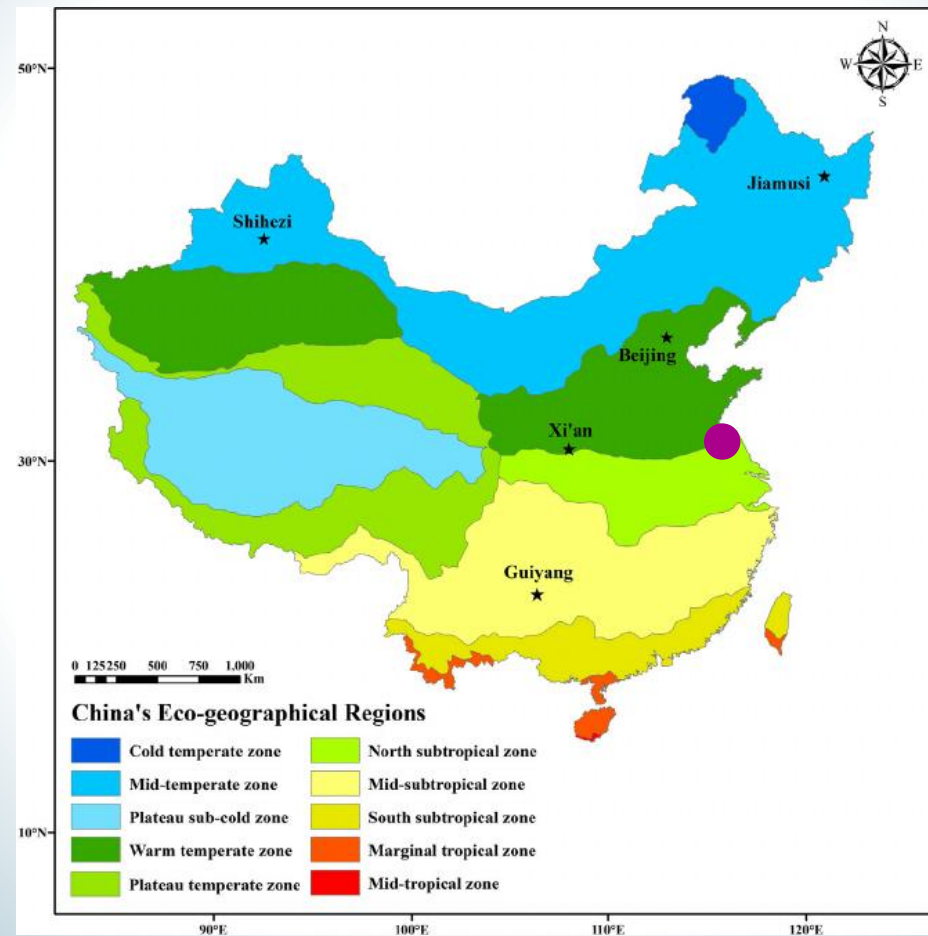 N
W E
S
50°N
Jiamusi
Shihezi
Beijing
Xi'an
30°N
Guiyang
0 125 250 500 750 1,000
Km
China's Eco-geographical Regions
Cold temperate zone
North subtropical zone
Mid-temperate zone
Mid-subtropical zone
Plateau sub-cold zone
South subtropical zone
10°N
Warm temperate zone
Marginal tropical zone
Plateau temperate zone
Mid-tropical zone
90°E 100°E 110°E 120°E